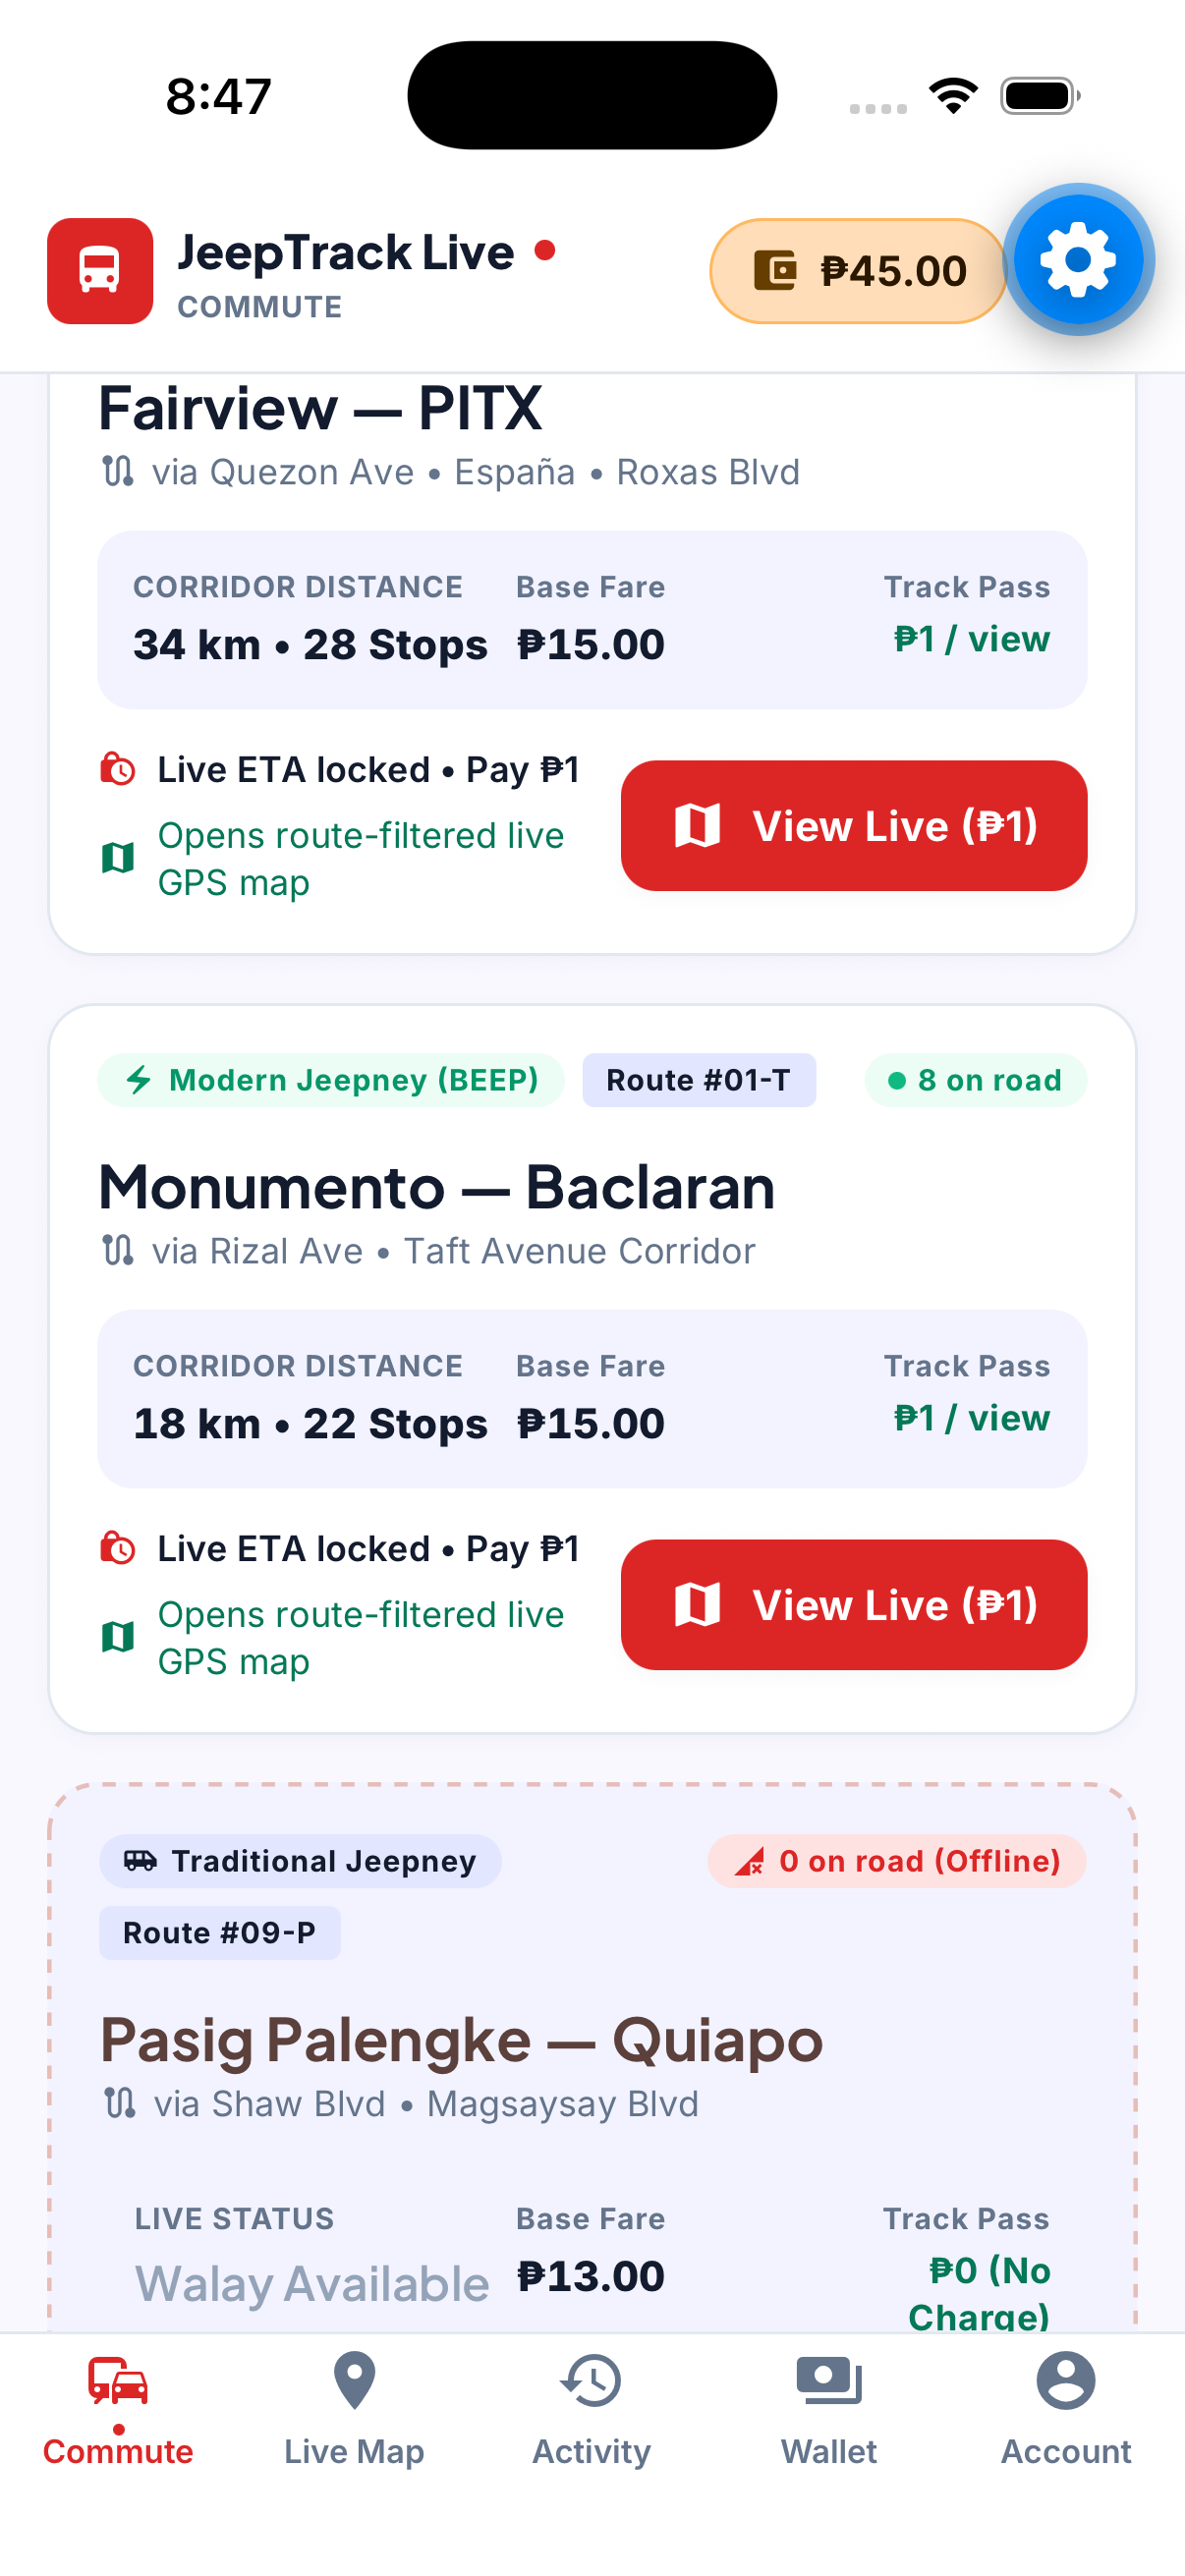 8:47
JeepTrack Live
COMMUTE
₱45.00
Fairview — PITX
via Quezon Ave • España • Roxas Blvd
CORRIDOR DISTANCE Base Fare Track Pass
34 km • 28 Stops ₱15.00 ₱1 / view
Live ETA locked • Pay ₱1
Opens route-filtered live
GPS map
View Live (₱1)
Modern Jeepney (BEEP) Route #01-T 8 on road
Monumento — Baclaran
via Rizal Ave • Taft Avenue Corridor
CORRIDOR DISTANCE Base Fare Track Pass
18 km • 22 Stops ₱15.00 ₱1 / view
Live ETA locked • Pay ₱1
Opens route-filtered live
GPS map
View Live (₱1)
Traditional Jeepney 0 on road (Offline)
Route #09-P
Pasig Palengke — Quiapo
via Shaw Blvd • Magsaysay Blvd
LIVE STATUS Base Fare Track Pass
Walay Available ₱13.00 ₱0 (No
Charge)
Commute Live Map Activity Wallet Account